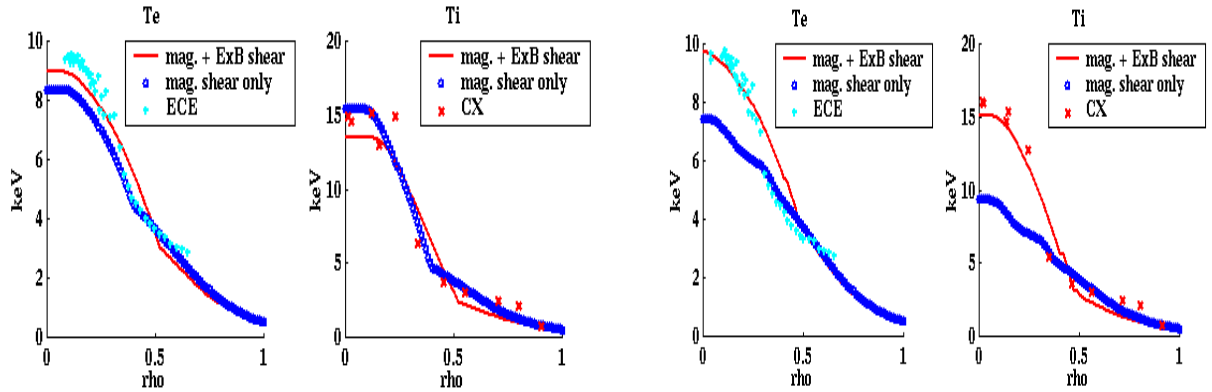 Te
keV
10
8
6
4
2
0
mag. + ExB shear
mag. shear only
ECE
0
0.5
1
rho
Ti
keV
20
15
10
5
0
mag. + ExB shear
mag. shear only
CX
0
0.5
1
rho
Te
keV
10
8
6
4
2
0
mag. + ExB shear
mag. shear only
ECE
0
0.5
1
rho
Ti
keV
20
15
10
5
0
mag. + ExB shear
mag. shear only
CX
0
0.5
1
rho